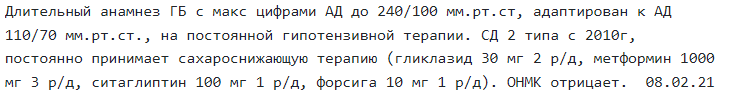 Длительный анамнез ГБ с макс цифрами АД до 240/100 мм.рт.ст, адаптирован к АД
110/70 мм.рт.ст., на постоянной гипотензивной терапии. СД 2 типа с 2010г,
постоянно принимает сахароснижающую терапию (гликлазид 30 мг 2 р/д, метформин 1000
мг 3 р/д, ситаглиптин 100 мг 1 р/д, форсига 10 мг 1 р/д). ОНМК отрицает.  08.02.21